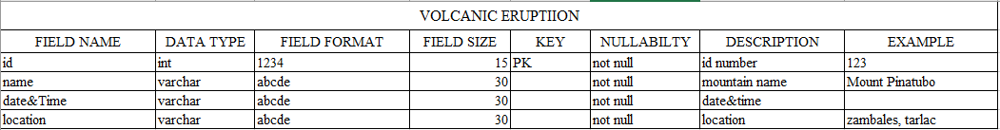 VOLCANIC ERUPTIION
FIELD NAME DATA TYPE FIELD FORMAT FIELD SIZE KEY NULLABILTY DESCRIPTION EXAMPLE
id int 1234 15 PK not null id number 123
name varchar abcde 30 not null mountain name Mount Pinatubo
date&Time varchar abcde 30 not null date&time
location varchar abcde 30 not null location zambales, tarlac